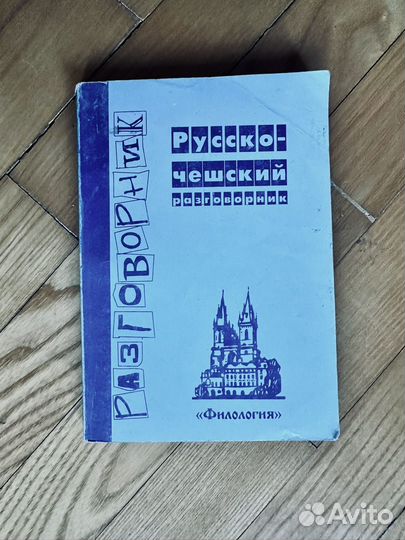 РАЗГОВОРНИК
Русско-
чешский
разговорник
«Филология»
Avito